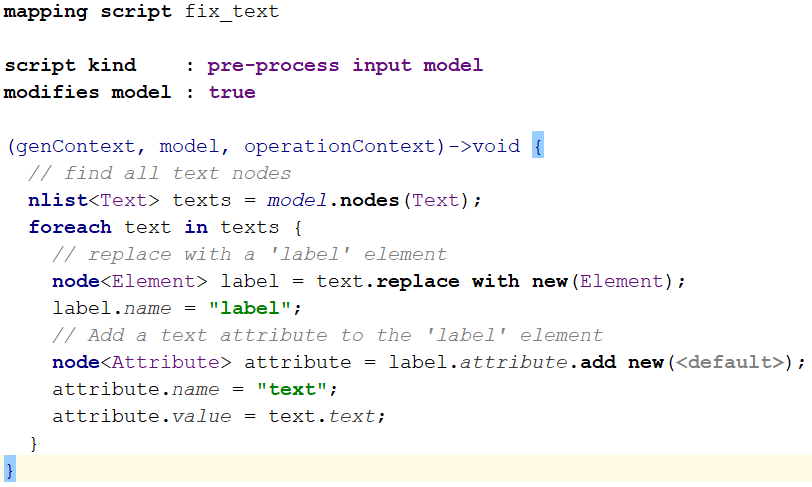 mapping script fix_text
script kind    : pre-process input model
modifies model : true
(genContext, model, operationContext)->void {
  // find all text nodes
  nlist<Text> texts = model.nodes(Text);
  foreach text in texts {
    // replace with a 'label' element
    node<Element> label = text.replace with new(Element);
    label.name = "label";
    // Add a text attribute to the 'label' element
    node<Attribute> attribute = label.attribute.add new(<default>);
    attribute.name = "text";
    attribute.value = text.text;
  }
}